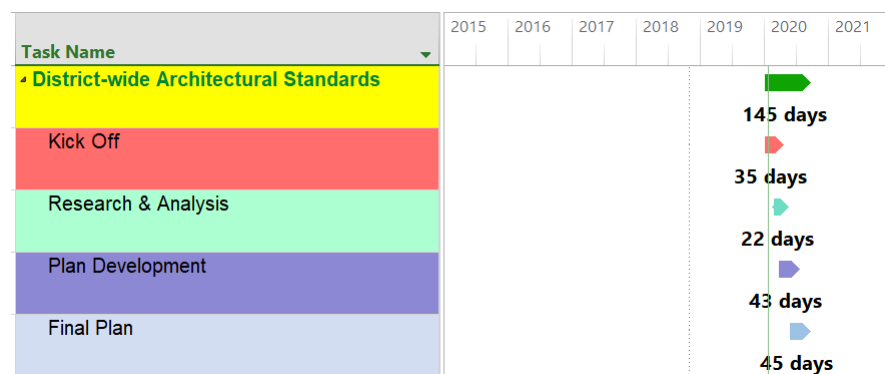 2015 2016 2017 2018 2019 2020 2021
Task Name
District-wide Architectural Standards
145 days
Kick Off
35 days
Research & Analysis
22 days
Plan Development
43 days
Final Plan
45 days